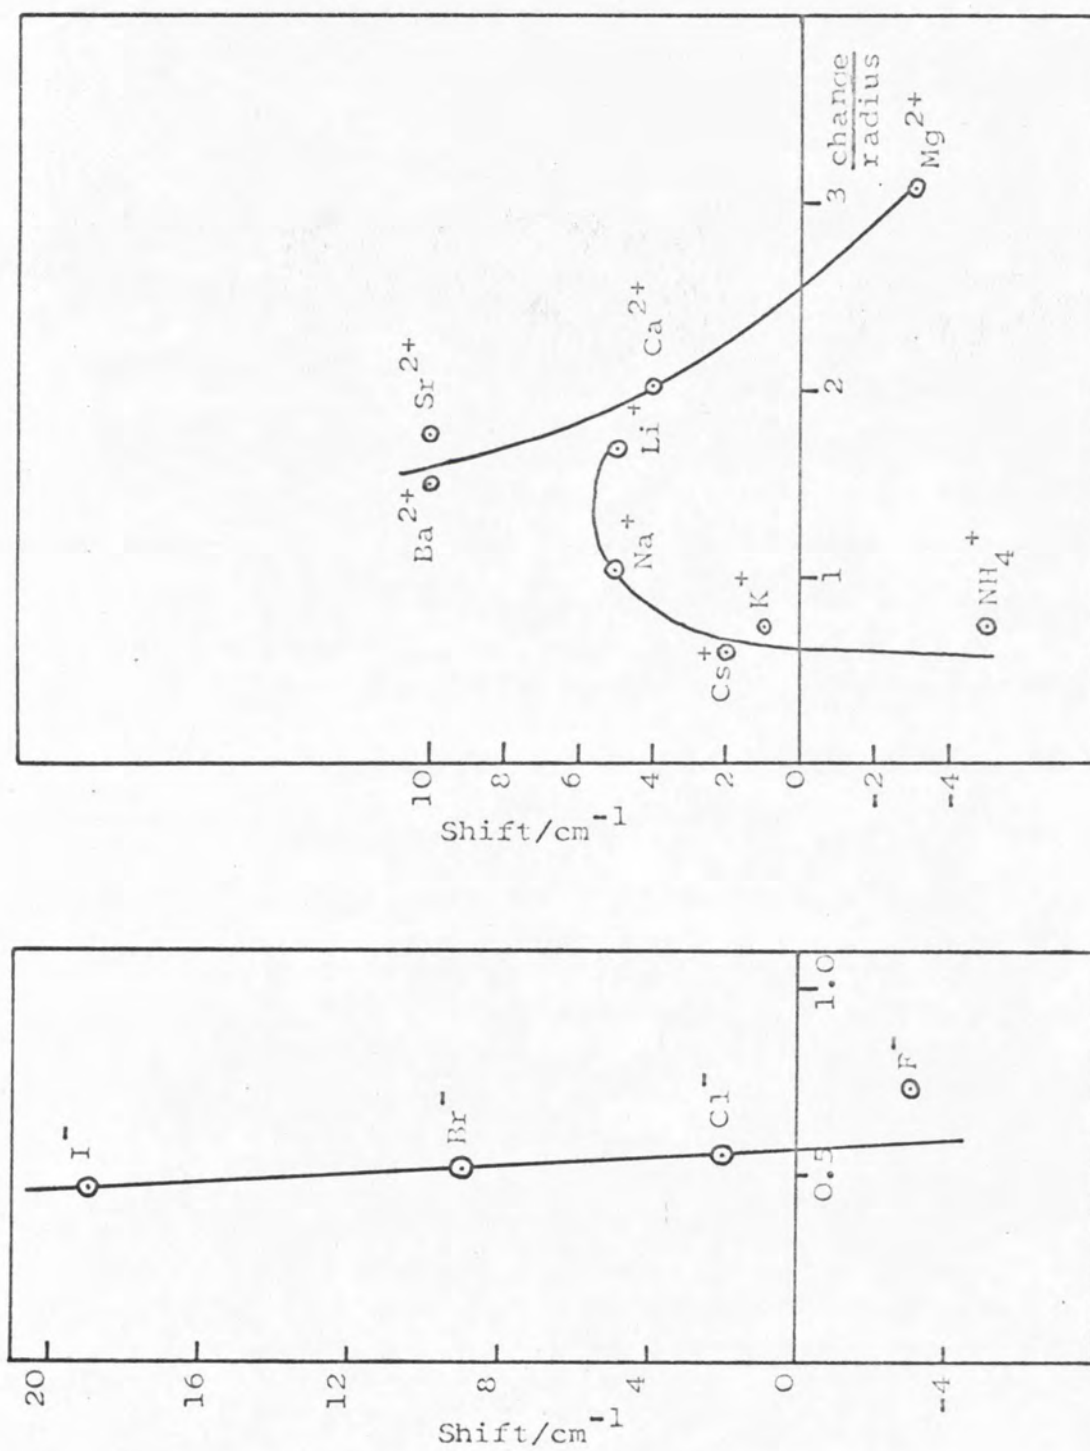 change
radius
Mg2+
3
Sr2+
Ca2+
2
Li+
Ba2+
Na+
1
K+
NH4+
Cs+
10
8
6
4
2
0
-2
-4
Shift/cm-1
1.0
I-
Br-
Cl-
F-
0.5
20
16
12
8
4
0
-4
Shift/cm-1